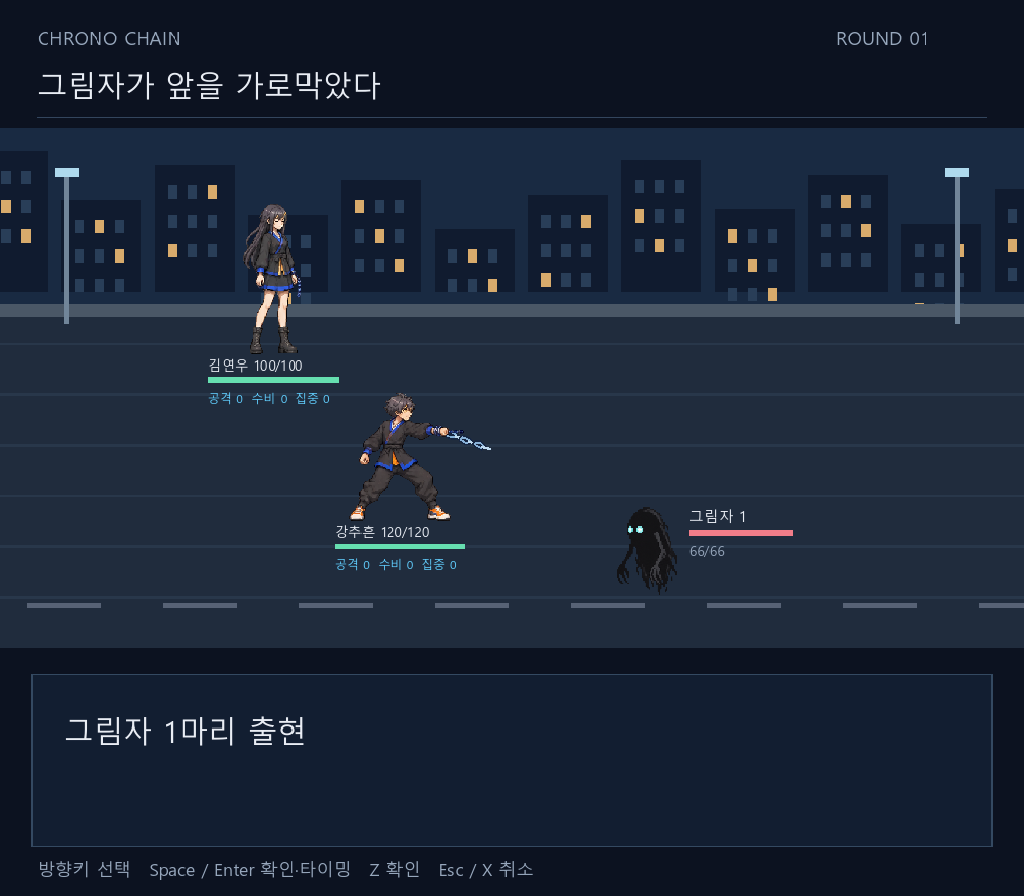 CHRONO CHAIN
ROUND 01
그림자가 앞을 가로막았다
김연우 100/100
공격 0 수비 0 집중 0
강추흔 120/120
공격 0 수비 0 집중 0
그림자 1
66/66
그림자 1마리 출현
방향키 선택 Space / Enter 확인·타이밍 Z 확인 Esc / X 취소